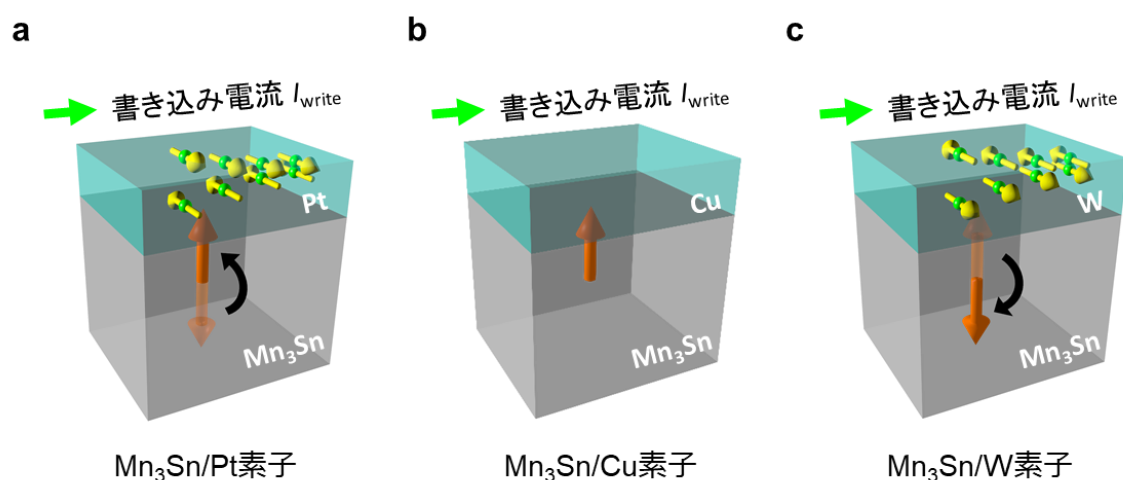 a
書き込み電流 Iwrite
Pt
Mn₃Sn
Mn₃Sn/Pt素子
b
書き込み電流 Iwrite
Cu
Mn₃Sn/Cu素子
c
書き込み電流 Iwrite
W
Mn₃Sn
Mn₃Sn/W素子